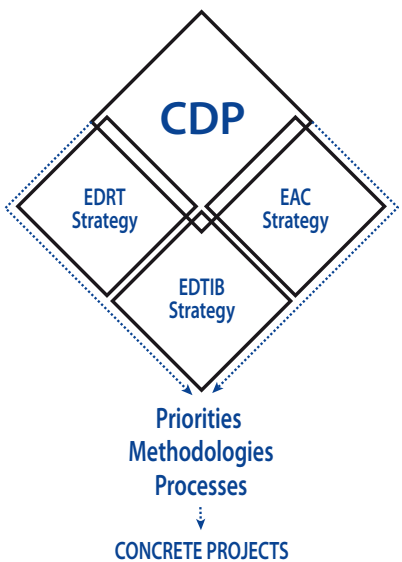 CDP
EDRT
Strategy
EAC
Strategy
EDTIB
Strategy
Priorities
Methodologies
Processes
CONCRETE PROJECTS